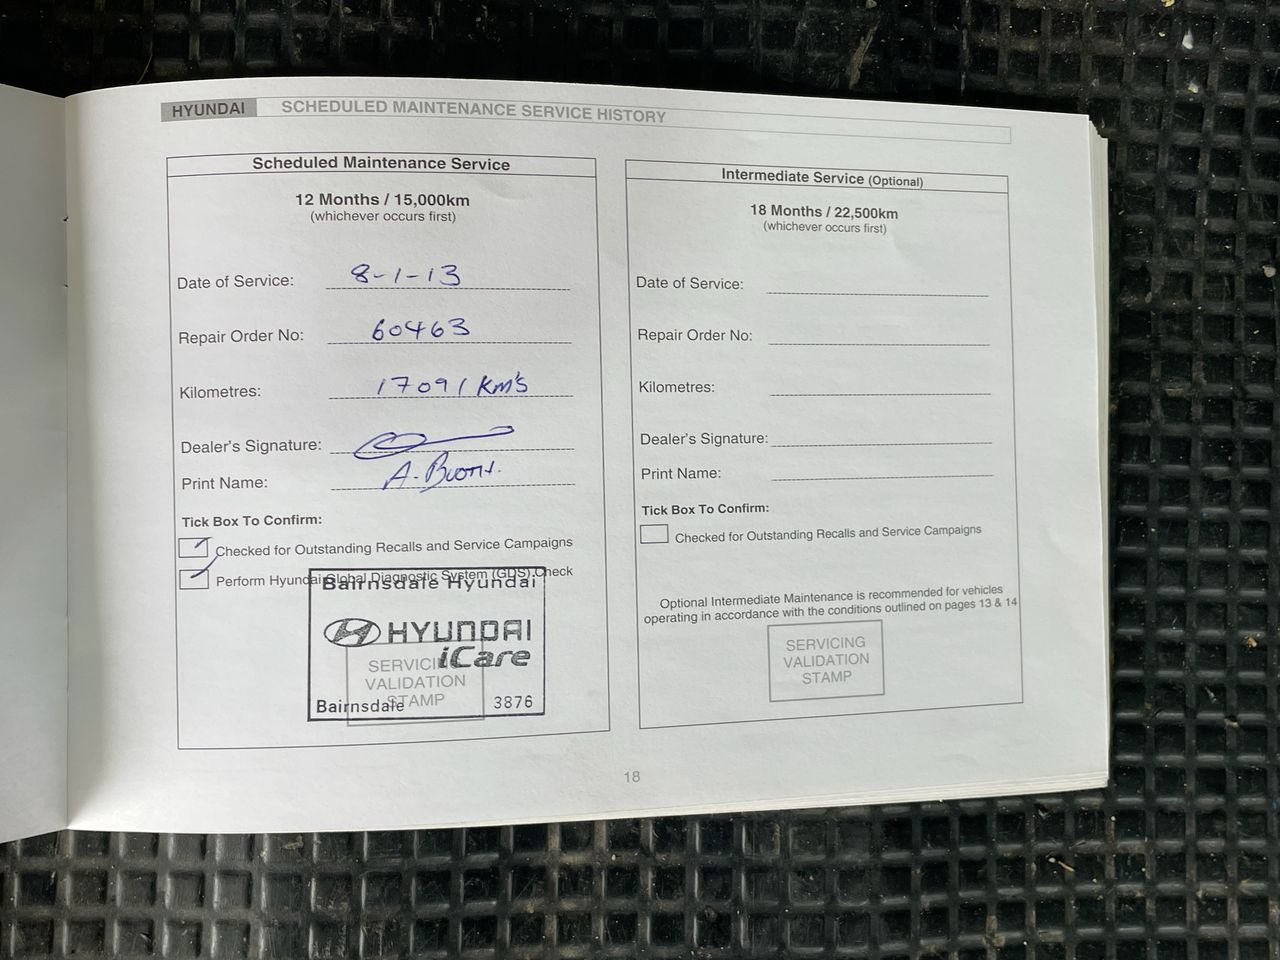 HYUNDAI SCHEDULED MAINTENANCE SERVICE HISTORY
Scheduled Maintenance Service
12 Months / 15,000km
(whichever occurs first)
Date of Service: 8-1-13
Repair Order No: 60463
Kilometres: 17091 Km's
Dealer's Signature:
Print Name: A.
Tick Box To Confirm:
Checked for Outstanding Recalls and Service Campaigns
Perform Hyundai Global Diagnostic System (GDS) Check
Bairnsdale Hyundai
HYUNDAI
iCare
SERVICING
VALIDATION
STAMP
Bairnsdale 3876
Intermediate Service (Optional)
18 Months / 22,500km
(whichever occurs first)
Date of Service:
Repair Order No:
Kilometres:
Dealer's Signature:
Print Name:
Tick Box To Confirm:
Checked for Outstanding Recalls and Service Campaigns
Optional Intermediate Maintenance is recommended for vehicles
operating in accordance with the conditions outlined on pages 13 & 14
SERVICING
VALIDATION
STAMP
18